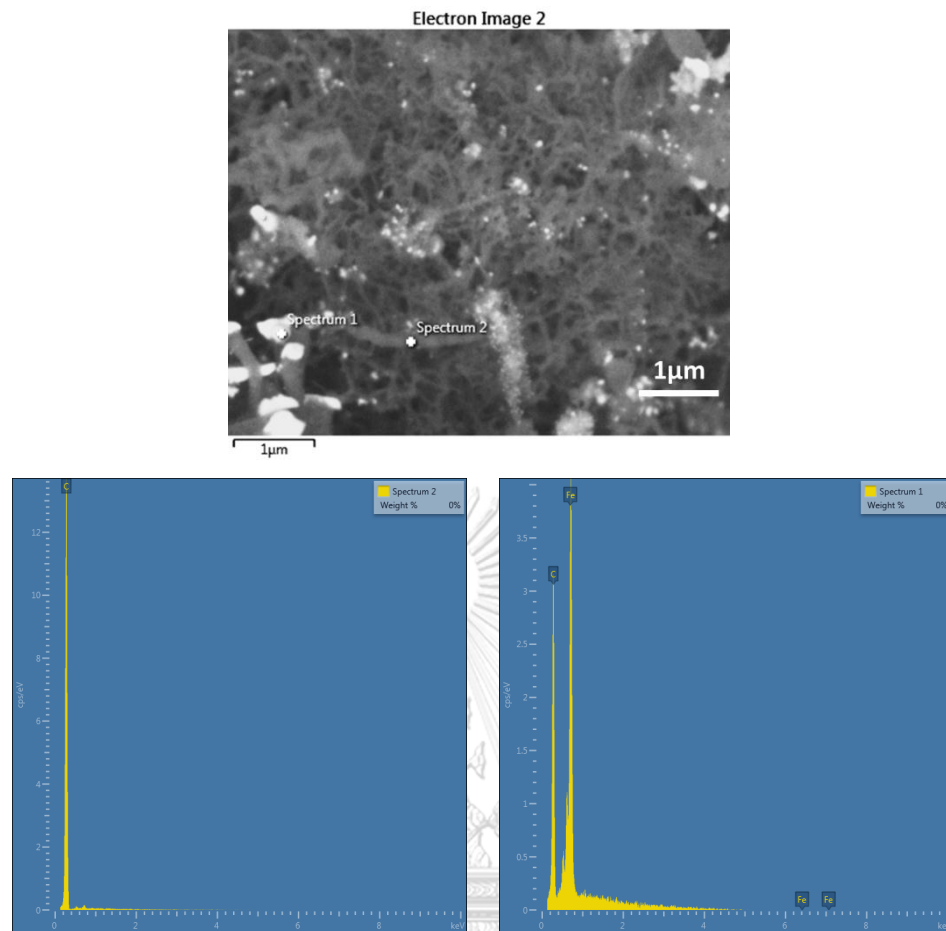 Electron Image 2
Spectrum 1
Spectrum 2
1μm
1μm
C
Spectrum 2
Weight % 0%
12
10
8
6
4
2
0
cps/eV
0 2 4 6 8 keV
Fe
C
Spectrum 1
Weight % 0%
3.5
3
2.5
2
1.5
1
0.5
0
cps/eV
Fe Fe
0 2 4 6 8